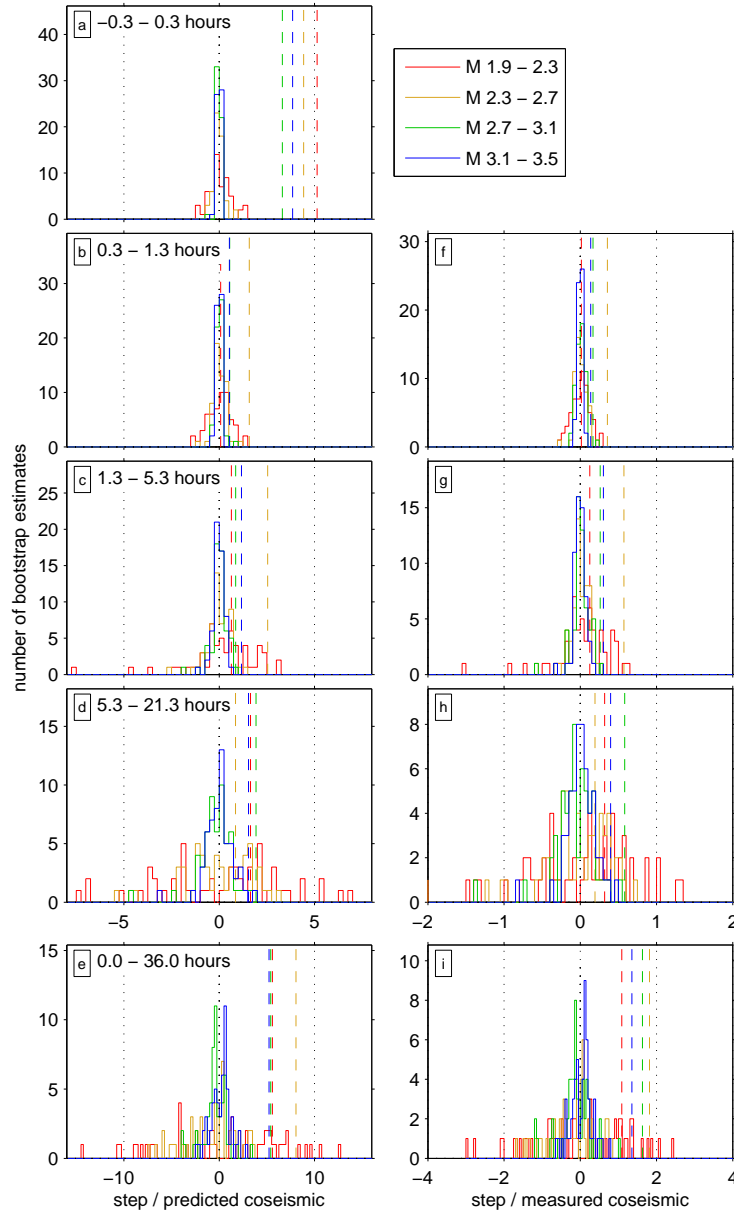 a
−0.3 − 0.3 hours
40
30
20
10
0
M 1.9 − 2.3
M 2.3 − 2.7
M 2.7 − 3.1
M 3.1 − 3.5
b
0.3 − 1.3 hours
30
20
10
0
f
30
20
10
0
c
1.3 − 5.3 hours
25
20
15
10
5
0
g
15
10
5
0
number of bootstrap estimates
d
5.3 − 21.3 hours
15
10
5
0
−5 0 5
h
8
6
4
2
0
−2 −1 0 1 2
e
0.0 − 36.0 hours
15
10
5
0
−10 0 10
step / predicted coseismic
i
10
8
6
4
2
0
−4 −2 0 2 4
step / measured coseismic